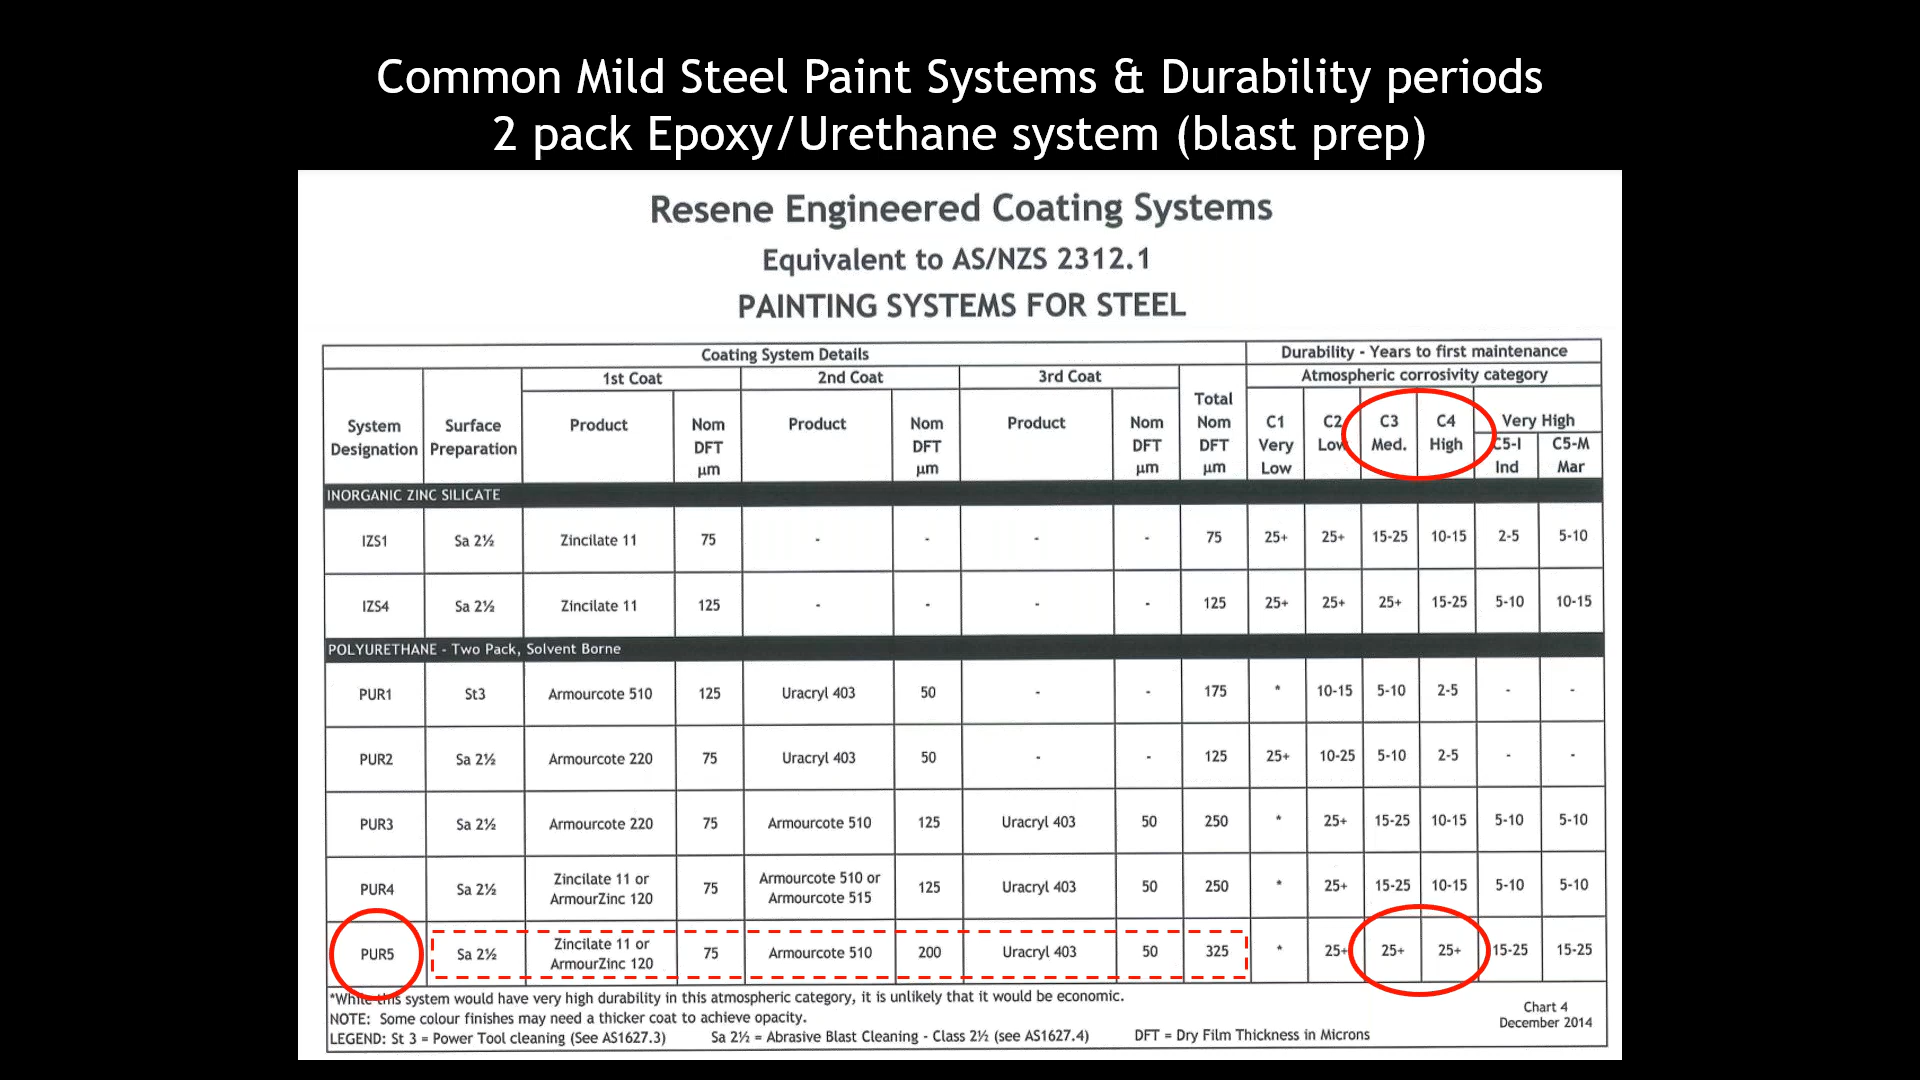 Common Mild Steel Paint Systems & Durability periods
2 pack Epoxy/Urethane system (blast prep)
Resene Engineered Coating Systems
Equivalent to AS/NZS 2312.1
PAINTING SYSTEMS FOR STEEL
Coating System Details Durability - Years to first maintenance
1st Coat 2nd Coat 3rd Coat Atmospheric corrosivity category
System Designation Surface Preparation Product Nom DFT µm Product Nom DFT µm Product Nom DFT µm Total Nom DFT µm C1 Very Low C2 Low C3 Med. C4 High Very High C5-I Ind C5-M Mar
INORGANIC ZINC SILICATE
IZS1 Sa 2½ Zincilate 11 75 - - - - 75 25+ 25+ 15-25 10-15 2-5 5-10
IZS4 Sa 2½ Zincilate 11 125 - - - - 125 25+ 25+ 25+ 15-25 5-10 10-15
POLYURETHANE - Two Pack, Solvent Borne
PUR1 St3 Armourcote 510 125 Uracryl 403 50 - - 175 * 10-15 5-10 2-5 - -
PUR2 Sa 2½ Armourcote 220 75 Uracryl 403 50 - - 125 25+ 10-25 5-10 2-5 - -
PUR3 Sa 2½ Armourcote 220 75 Armourcote 510 125 Uracryl 403 50 250 * 25+ 15-25 10-15 5-10 5-10
PUR4 Sa 2½ Zincilate 11 or ArmourZinc 120 75 Armourcote 510 or Armourcote 515 125 Uracryl 403 50 250 * 25+ 15-25 10-15 5-10 5-10
PUR5 Sa 2½ Zincilate 11 or ArmourZinc 120 75 Armourcote 510 200 Uracryl 403 50 325 * 25+ 25+ 25+ 15-25 15-25
*While this system would have very high durability in this atmospheric category, it is unlikely that it would be economic.
NOTE: Some colour finishes may need a thicker coat to achieve opacity.
LEGEND: St 3 = Power Tool cleaning (See AS1627.3) Sa 2½ = Abrasive Blast Cleaning - Class 2½ (see AS1627.4) DFT = Dry Film Thickness in Microns
Chart 4
December 2014